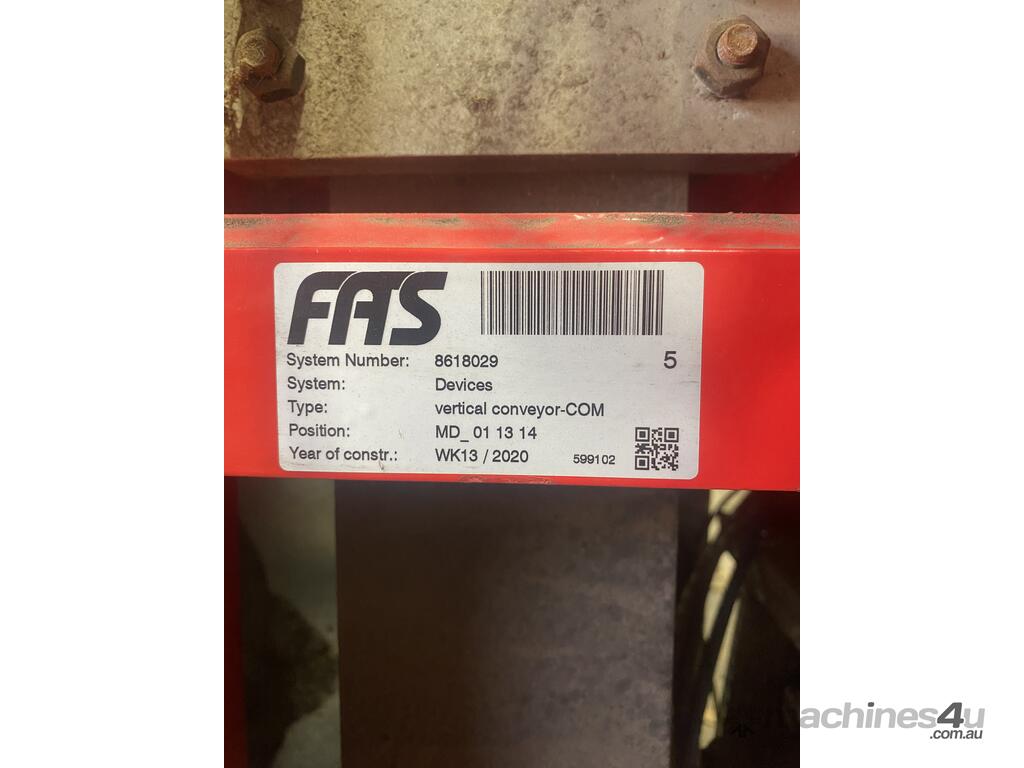 FATS
System Number: 8618029 5
System: Devices
Type: vertical conveyor-COM
Position: MD_ 01 13 14
Year of constr.: WK13 / 2020 599102
machines4u
.com.au